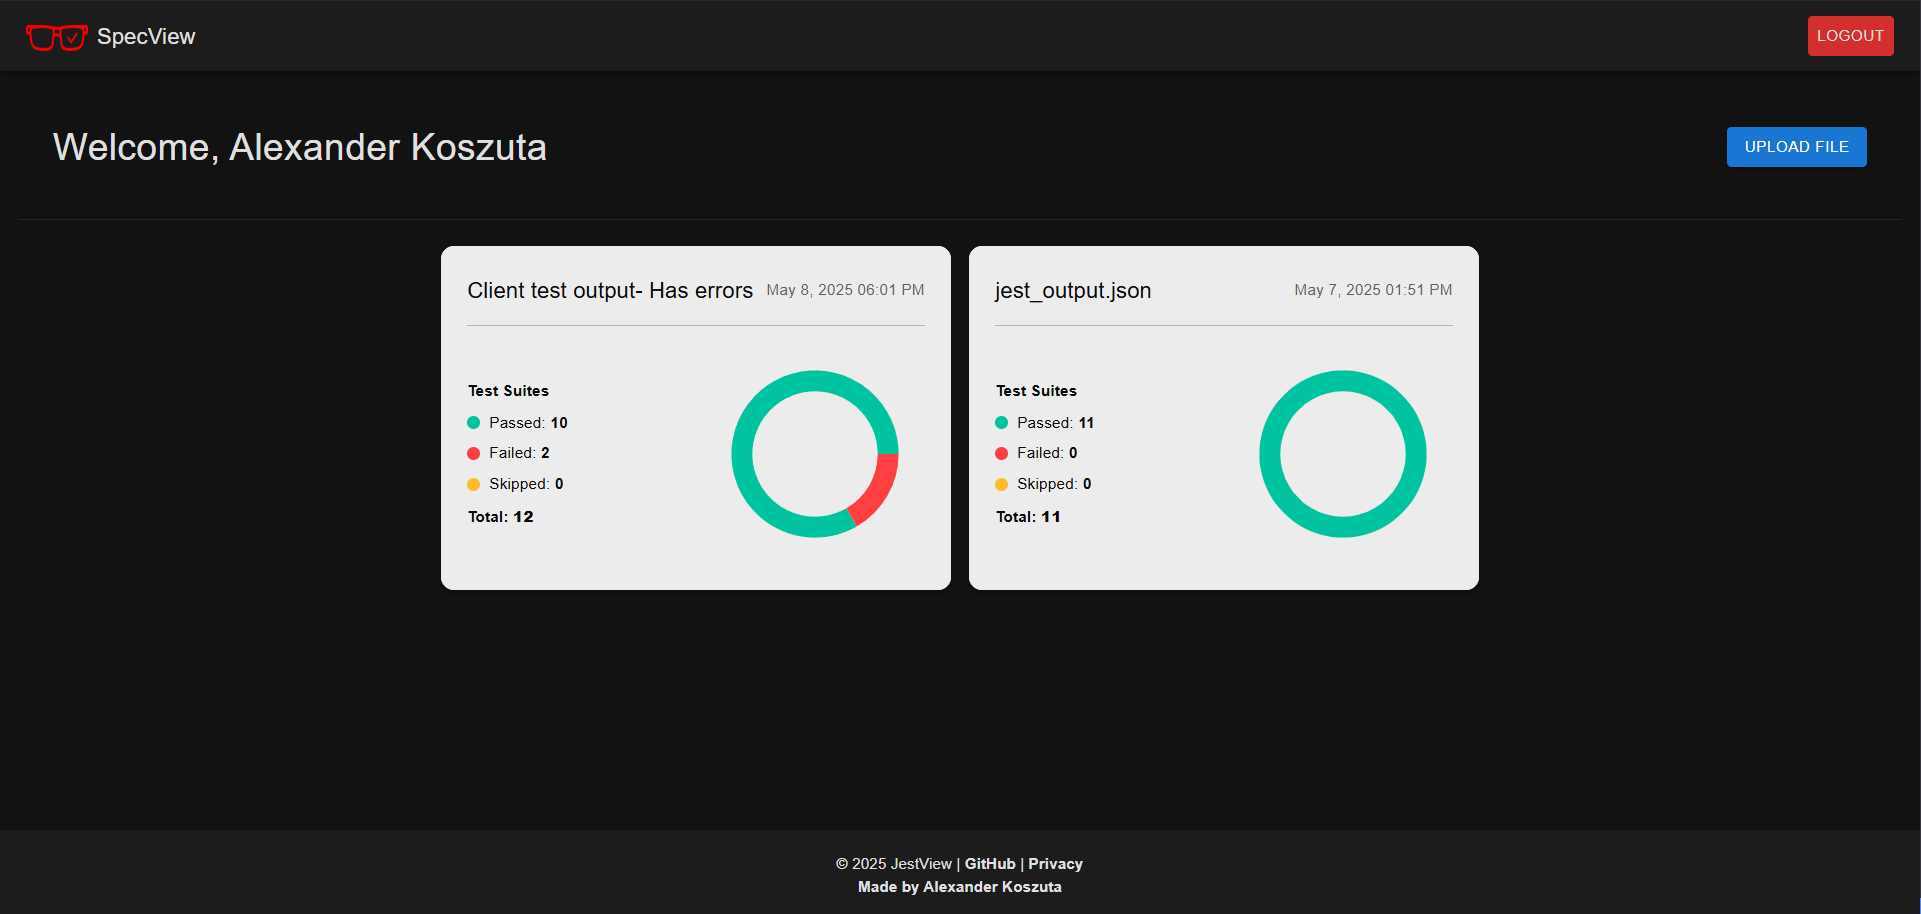 SpecView
LOGOUT
Welcome, Alexander Koszuta
UPLOAD FILE
Client test output- Has errors May 8, 2025 06:01 PM
Test Suites
Passed: 10
Failed: 2
Skipped: 0
Total: 12
jest_output.json May 7, 2025 01:51 PM
Test Suites
Passed: 11
Failed: 0
Skipped: 0
Total: 11
© 2025 JestView | GitHub | Privacy
Made by Alexander Koszuta